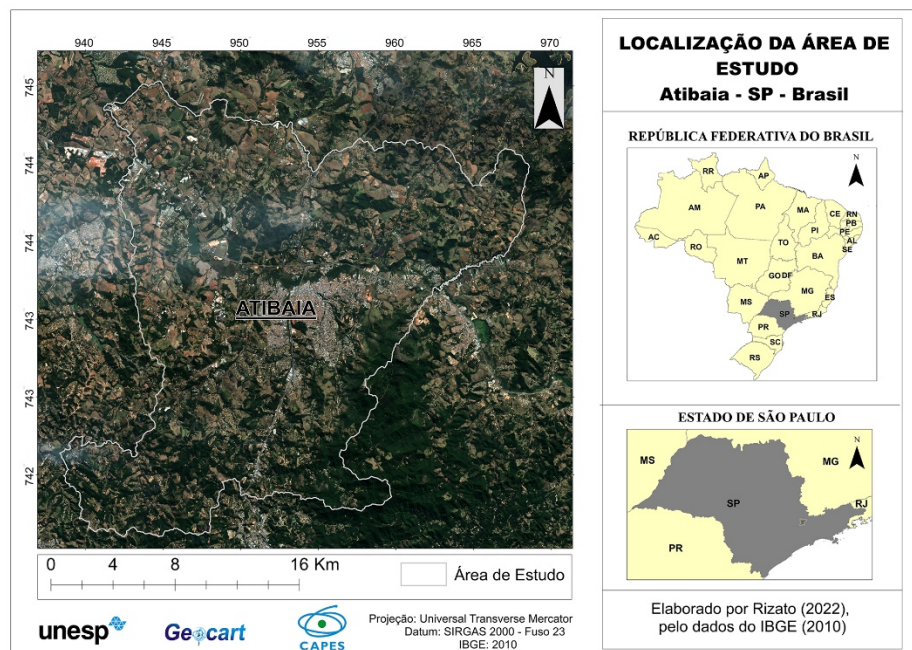 940 945 950 955 960 965 970
745
744
744
743
743
742
N
ATIBAIA
0 4 8 16 Km
Área de Estudo
unesp
Geocart
CAPES
Projeção: Universal Transverse Mercator
Datum: SIRGAS 2000 - Fuso 23
IBGE: 2010
LOCALIZAÇÃO DA ÁREA DE
ESTUDO
Atibaia - SP - Brasil
REPÚBLICA FEDERATIVA DO BRASIL
N
RR AP
AM PA MA CE RN
PB
PI PE
AC AL
RO TO SE
MT BA
GO DF
MG
MS ES
SP RJ
PR
SC
RS
ESTADO DE SÃO PAULO
N
MS MG
SP RJ
PR
Elaborado por Rizato (2022),
pelo dados do IBGE (2010)